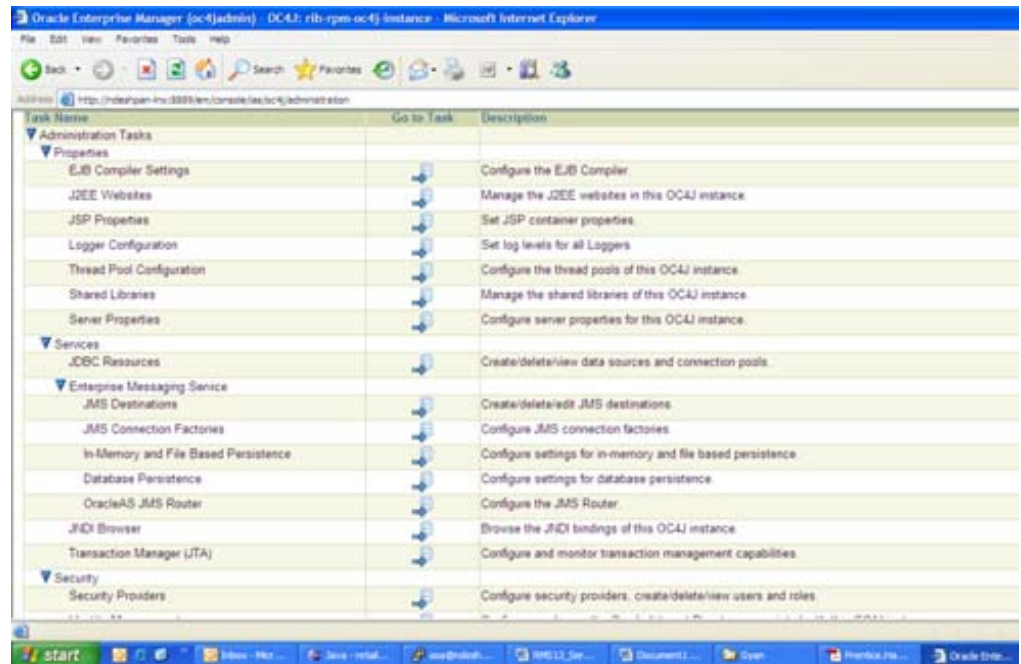 Oracle Enterprise Manager (oc4jadmin) - OC4J: rib-rpm-oc4j-instance - Microsoft Internet Explorer
File Edit View Favorites Tools Help
Back Search Favorites
Address
Task Name Go to Task Description
Administration Tasks
Properties
EJB Compiler Settings Configure the EJB Compiler.
J2EE Websites Manage the J2EE websites in this OC4J instance.
JSP Properties Set JSP container properties.
Logger Configuration Set log levels for all Loggers.
Thread Pool Configuration Configure the thread pools of this OC4J instance.
Shared Libraries Manage the shared libraries of this OC4J instance.
Server Properties Configure server properties for this OC4J instance.
Services
JDBC Resources Create/delete/view data sources and connection pools.
Enterprise Messaging Service
JMS Destinations Create/delete/edit JMS destinations.
JMS Connection Factories Configure JMS connection factories.
In-Memory and File Based Persistence Configure settings for in-memory and file based persistence.
Database Persistence Configure settings for database persistence.
OracleAS JMS Router Configure the JMS Router.
JNDI Browser Browse the JNDI bindings of this OC4J instance.
Transaction Manager (JTA) Configure and monitor transaction management capabilities.
Security
Security Providers Configure security providers, create/delete/view users and roles.
start Inbox - Java - retail... Document1... Gyan Oracle Ente...